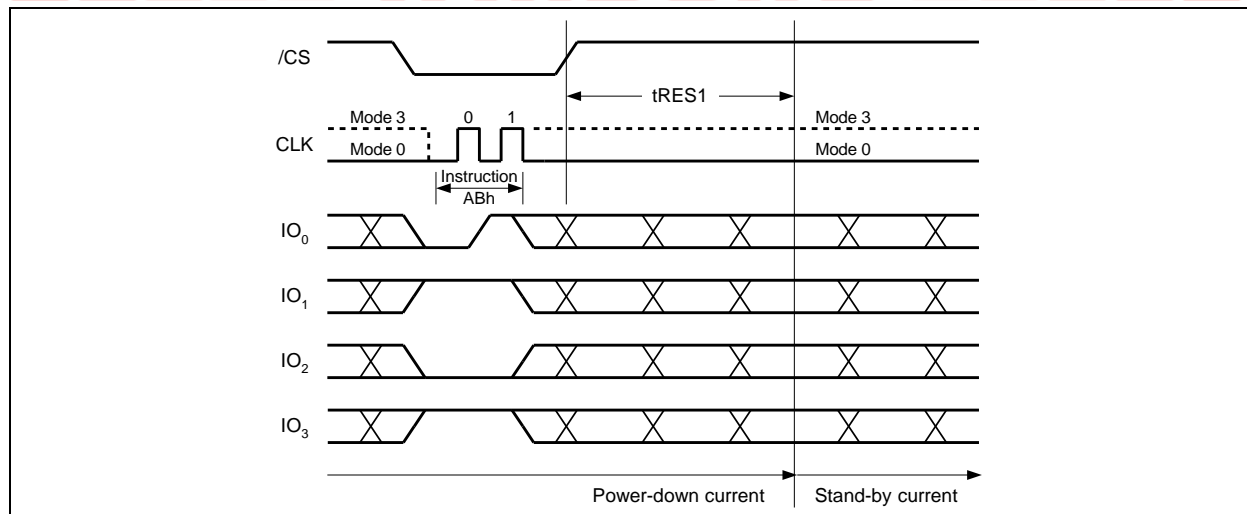 /CS
tRES1
Mode 3 0 1 Mode 3
CLK
Mode 0 Mode 0
Instruction
ABh
IO0
IO1
IO2
IO3
Power-down current Stand-by current